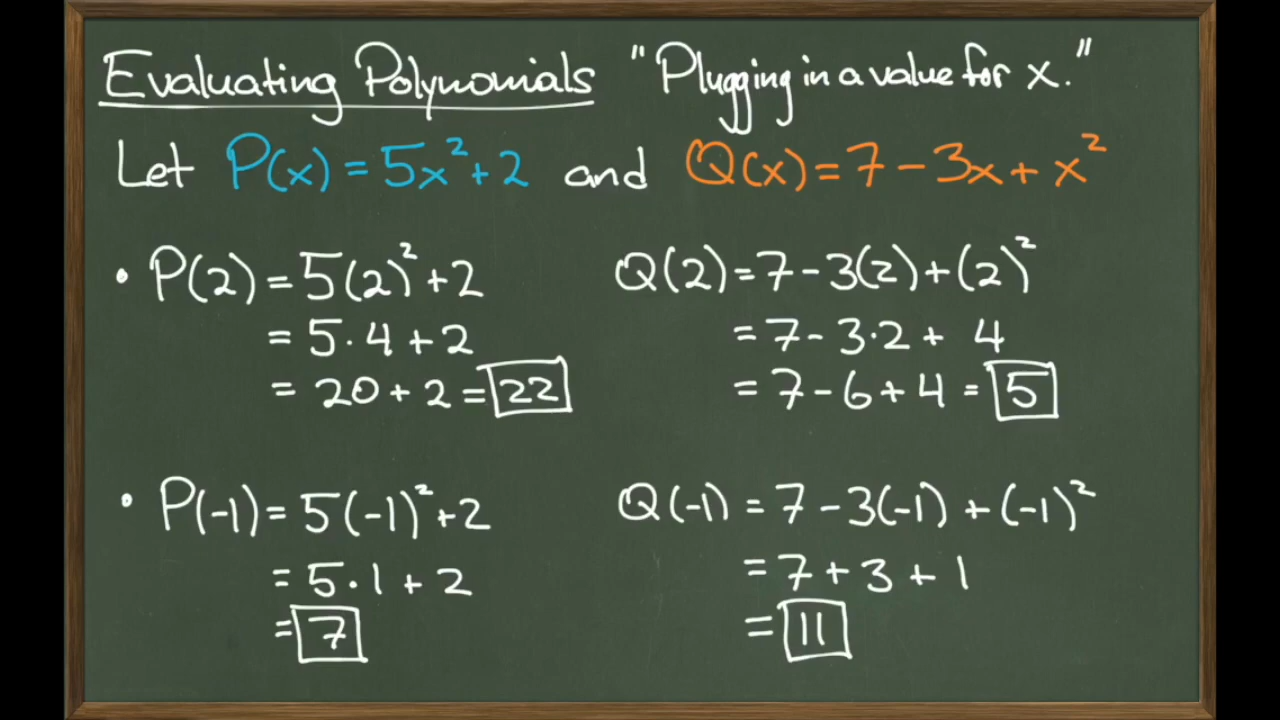 Evaluating Polynomials "Plugging in a value for x."
Let P(x) = 5x² + 2 and Q(x) = 7 - 3x + x²
• P(2) = 5(2)² + 2
= 5·4 + 2
= 20 + 2 = 22
Q(2) = 7 - 3(2) + (2)²
= 7 - 3·2 + 4
= 7 - 6 + 4 = 5
• P(-1) = 5(-1)² + 2
= 5·1 + 2
= 7
Q(-1) = 7 - 3(-1) + (-1)²
= 7 + 3 + 1
= 11